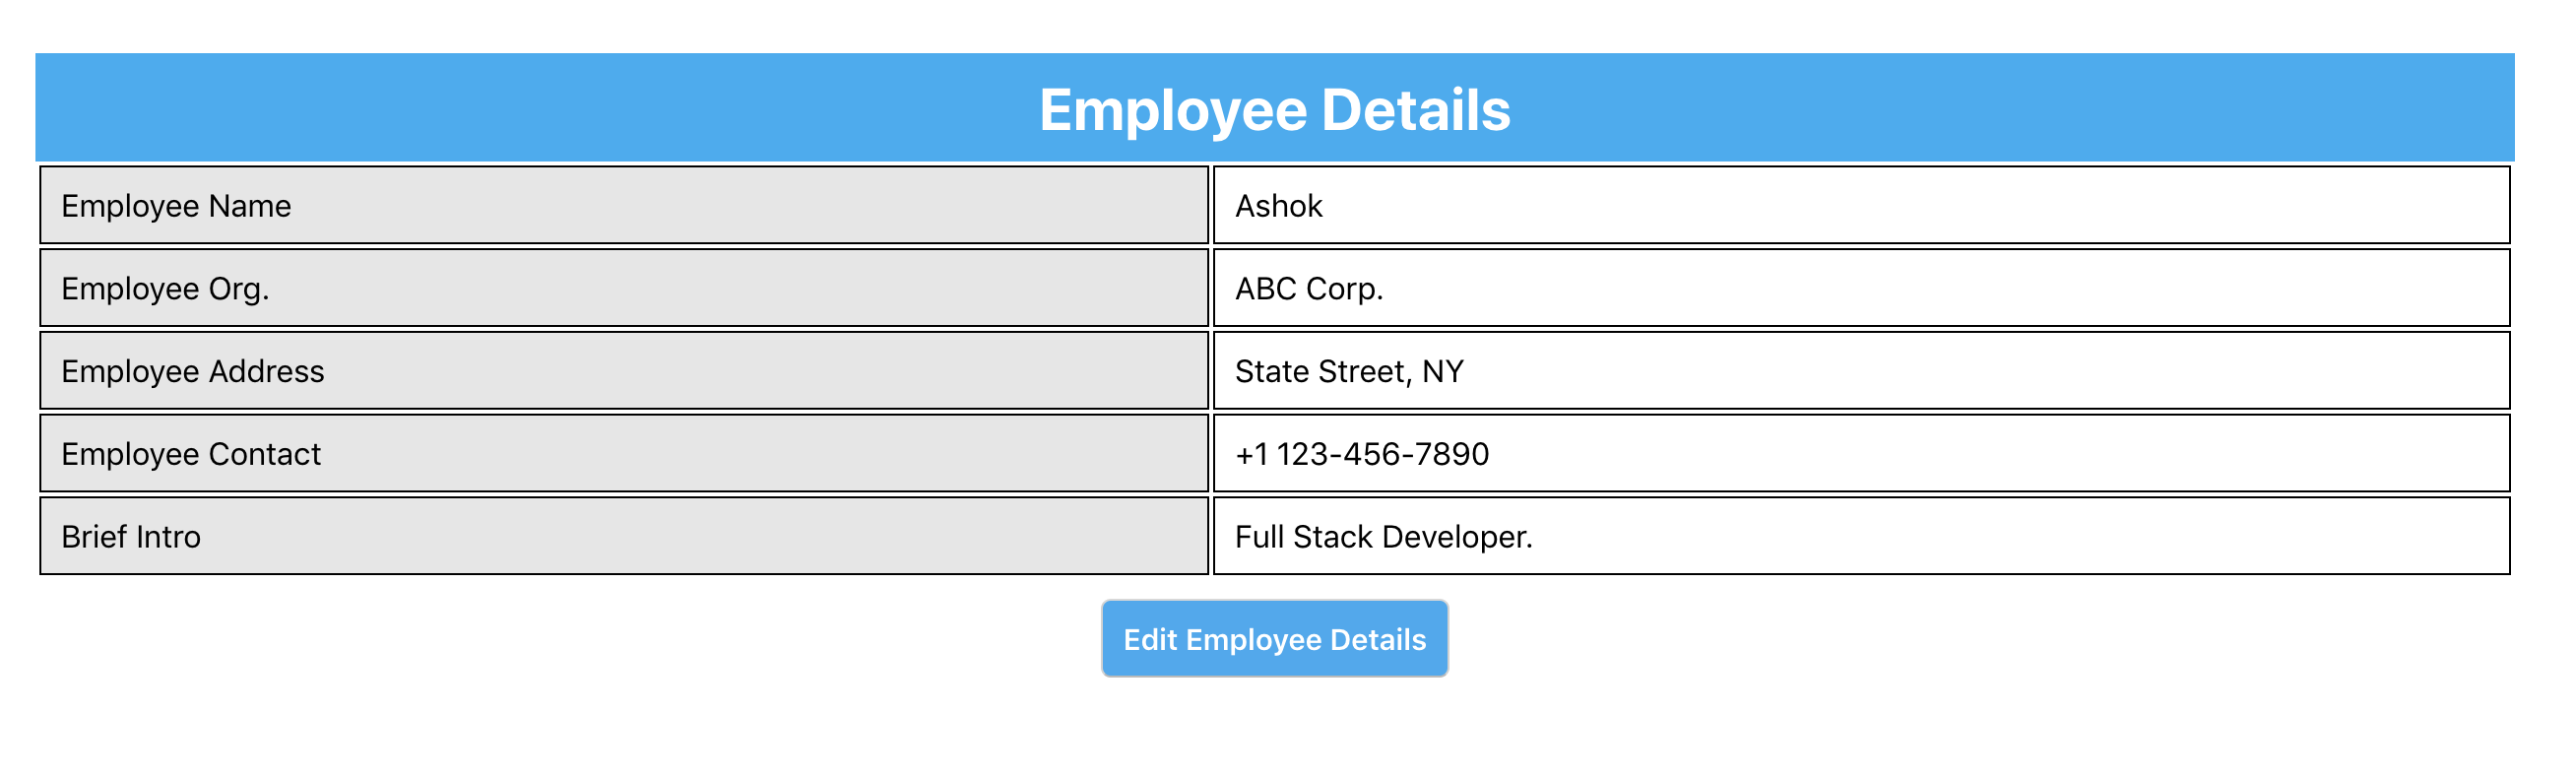 Employee Details
Employee Name Ashok
Employee Org. ABC Corp.
Employee Address State Street, NY
Employee Contact +1 123-456-7890
Brief Intro Full Stack Developer.
Edit Employee Details